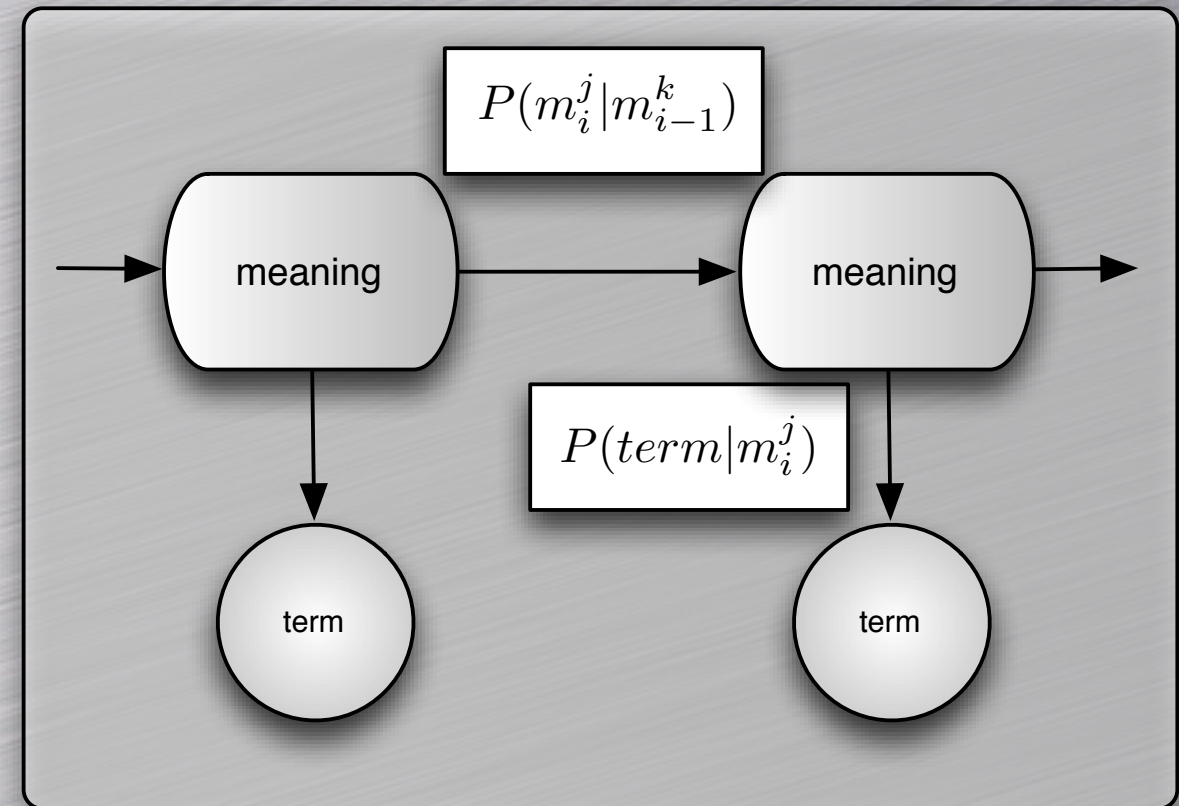 P(m_i^j|m_{i-1}^k)
meaning
meaning
P(term|m_i^j)
term
term